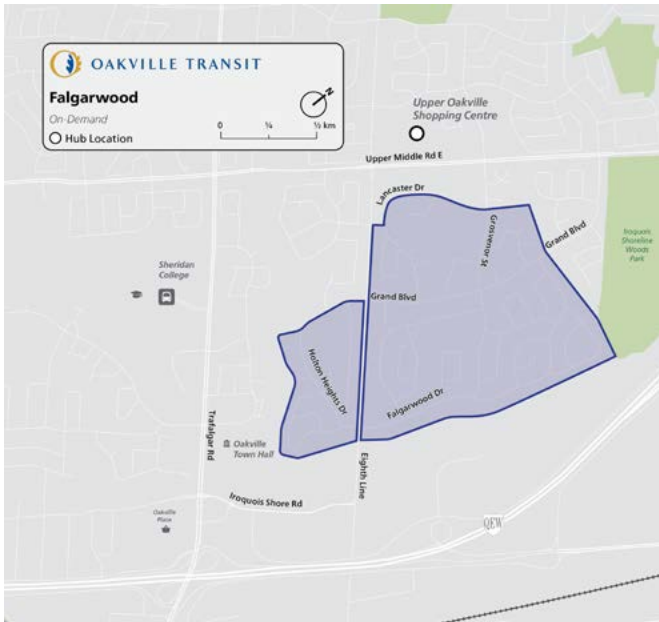 OAKVILLE TRANSIT
Falgarwood
On-Demand
Hub Location
N
0 ¼ ½ km
Upper Oakville
Shopping Centre
Upper Middle Rd E
Lancaster Dr
Grosvenor St
Grand Blvd
Iroquois
Shoreline
Woods
Park
Sheridan
College
Grand Blvd
Holton Heights Dr
Falgarwood Dr
Trafalgar Rd
Oakville
Town Hall
Eighth Line
Iroquois Shore Rd
Oakville
Place
QEW